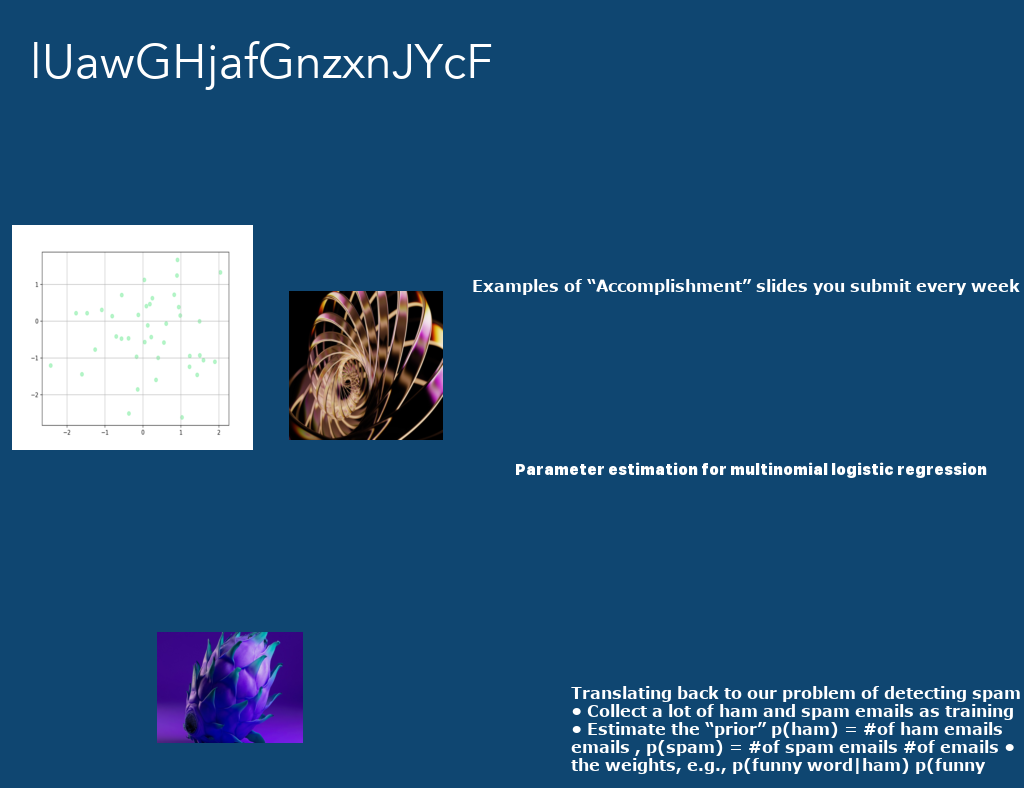 lUawGHjafGnzxnJYcF
1
0
−1
−2
−2 −1 0 1 2
Examples of “Accomplishment” slides you submit every week
Parameter estimation for multinomial logistic regression
Translating back to our problem of detecting spam
• Collect a lot of ham and spam emails as training
• Estimate the “prior” p(ham) = #of ham emails
emails , p(spam) = #of spam emails #of emails •
the weights, e.g., p(funny word|ham) p(funny